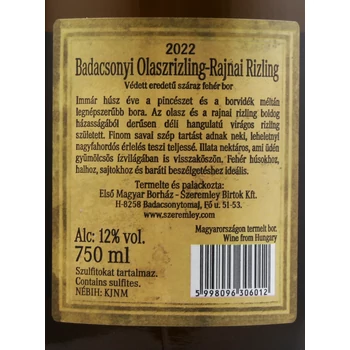 2022
Badacsonyi Olaszrizling-Rajnai Rizling
Védett eredetű száraz fehér bor
Immár húsz éve a pincészet és a borvidék méltán
legnépszerűbb bora. Az olasz és a rajnai rizling boldog
házasságából derűsen déli hangulatú virágos rizling
született. Finom savai szép tartást adnak neki, lehelletnyi
nagyfahordós érlelés teszi teljessé. Illata nektáros, ami üdén
gyümölcsös ízvilágában is visszaköszön. Fehér húsokhoz,
halhoz, sajtokhoz és baráti beszélgetéshez ideális.
Termelte és palackozta:
Első Magyar Borház - Szeremley Birtok Kft.
H-8258 Badacsonytomaj, Fő u. 51-53.
www.szeremley.com
Alc: 12% vol.
750 ml
Szulfitokat tartalmaz.
Contains sulfites.
NÉBIH: KJNM
Magyarországon termelt bor.
Wine from Hungary
5 998096 306012